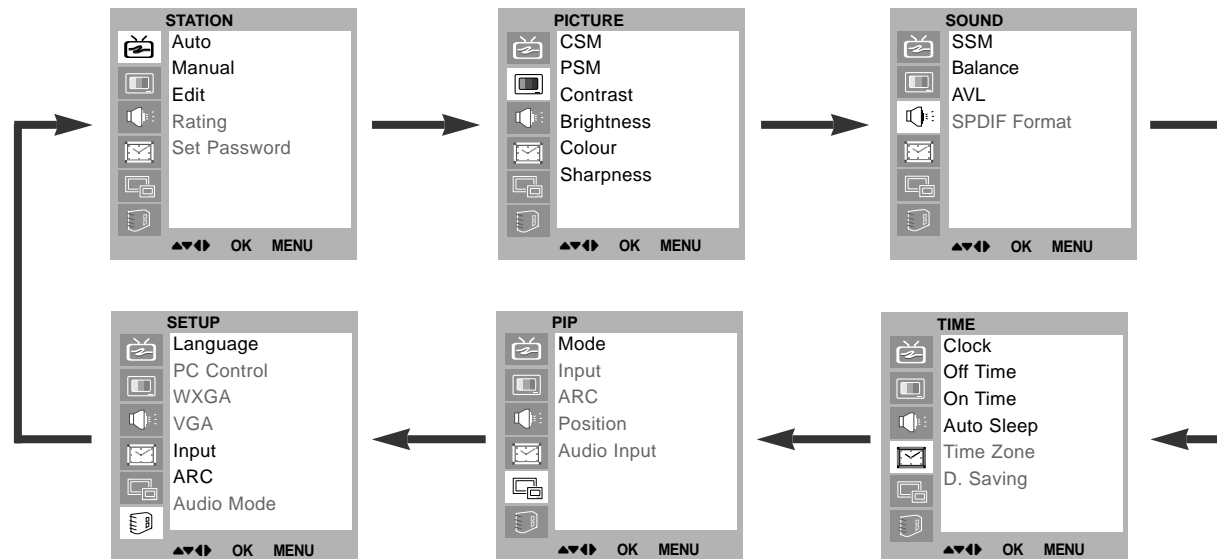 STATION
Auto
Manual
Edit
Rating
Set Password
▲▼◀▶ OK MENU
PICTURE
CSM
PSM
Contrast
Brightness
Colour
Sharpness
▲▼◀▶ OK MENU
SOUND
SSM
Balance
AVL
SPDIF Format
▲▼◀▶ OK MENU
SETUP
Language
PC Control
WXGA
VGA
Input
ARC
Audio Mode
▲▼◀▶ OK MENU
PIP
Mode
Input
ARC
Position
Audio Input
▲▼◀▶ OK MENU
TIME
Clock
Off Time
On Time
Auto Sleep
Time Zone
D. Saving
▲▼◀▶ OK MENU